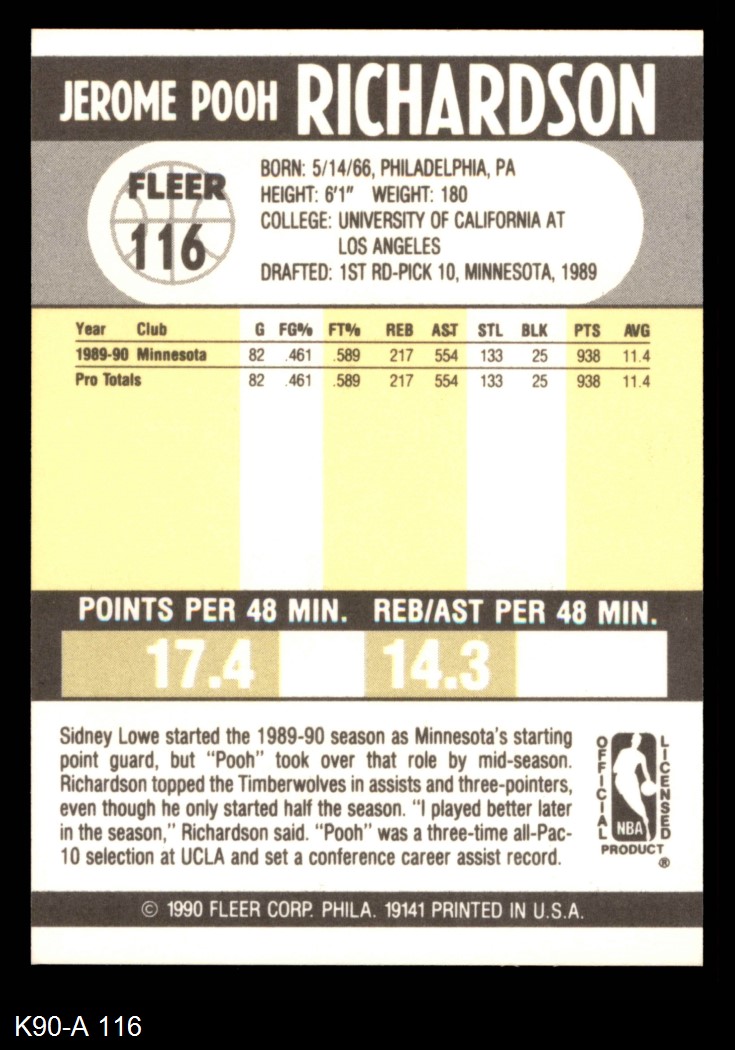 JEROME POOH RICHARDSON
FLEER
116
BORN: 5/14/66, PHILADELPHIA, PA
HEIGHT: 6'1" WEIGHT: 180
COLLEGE: UNIVERSITY OF CALIFORNIA AT
LOS ANGELES
DRAFTED: 1ST RD-PICK 10, MINNESOTA, 1989
Year Club G FG% FT% REB AST STL BLK PTS AVG
1989-90 Minnesota 82 .461 .589 217 554 133 25 938 11.4
Pro Totals 82 .461 .589 217 554 133 25 938 11.4
POINTS PER 48 MIN. REB/AST PER 48 MIN.
17.4 14.3
Sidney Lowe started the 1989-90 season as Minnesota's starting
point guard, but "Pooh" took over that role by mid-season.
Richardson topped the Timberwolves in assists and three-pointers,
even though he only started half the season. "I played better later
in the season," Richardson said. "Pooh" was a three-time all-Pac-
10 selection at UCLA and set a conference career assist record.
OFFICIAL
LICENSED
NBA
PRODUCT
®
© 1990 FLEER CORP. PHILA. 19141 PRINTED IN U.S.A.
K90-A 116